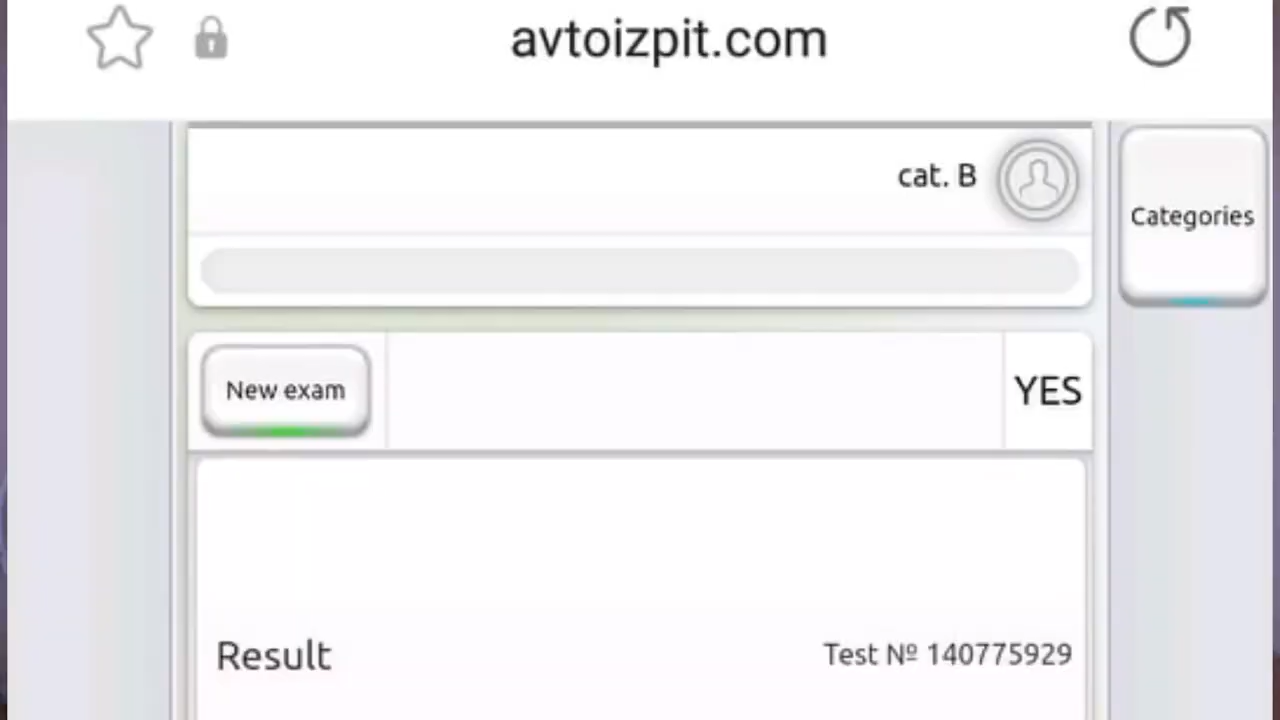 avtoizpit.com
cat. B
Categories
New exam
YES
Result
Test № 140775929